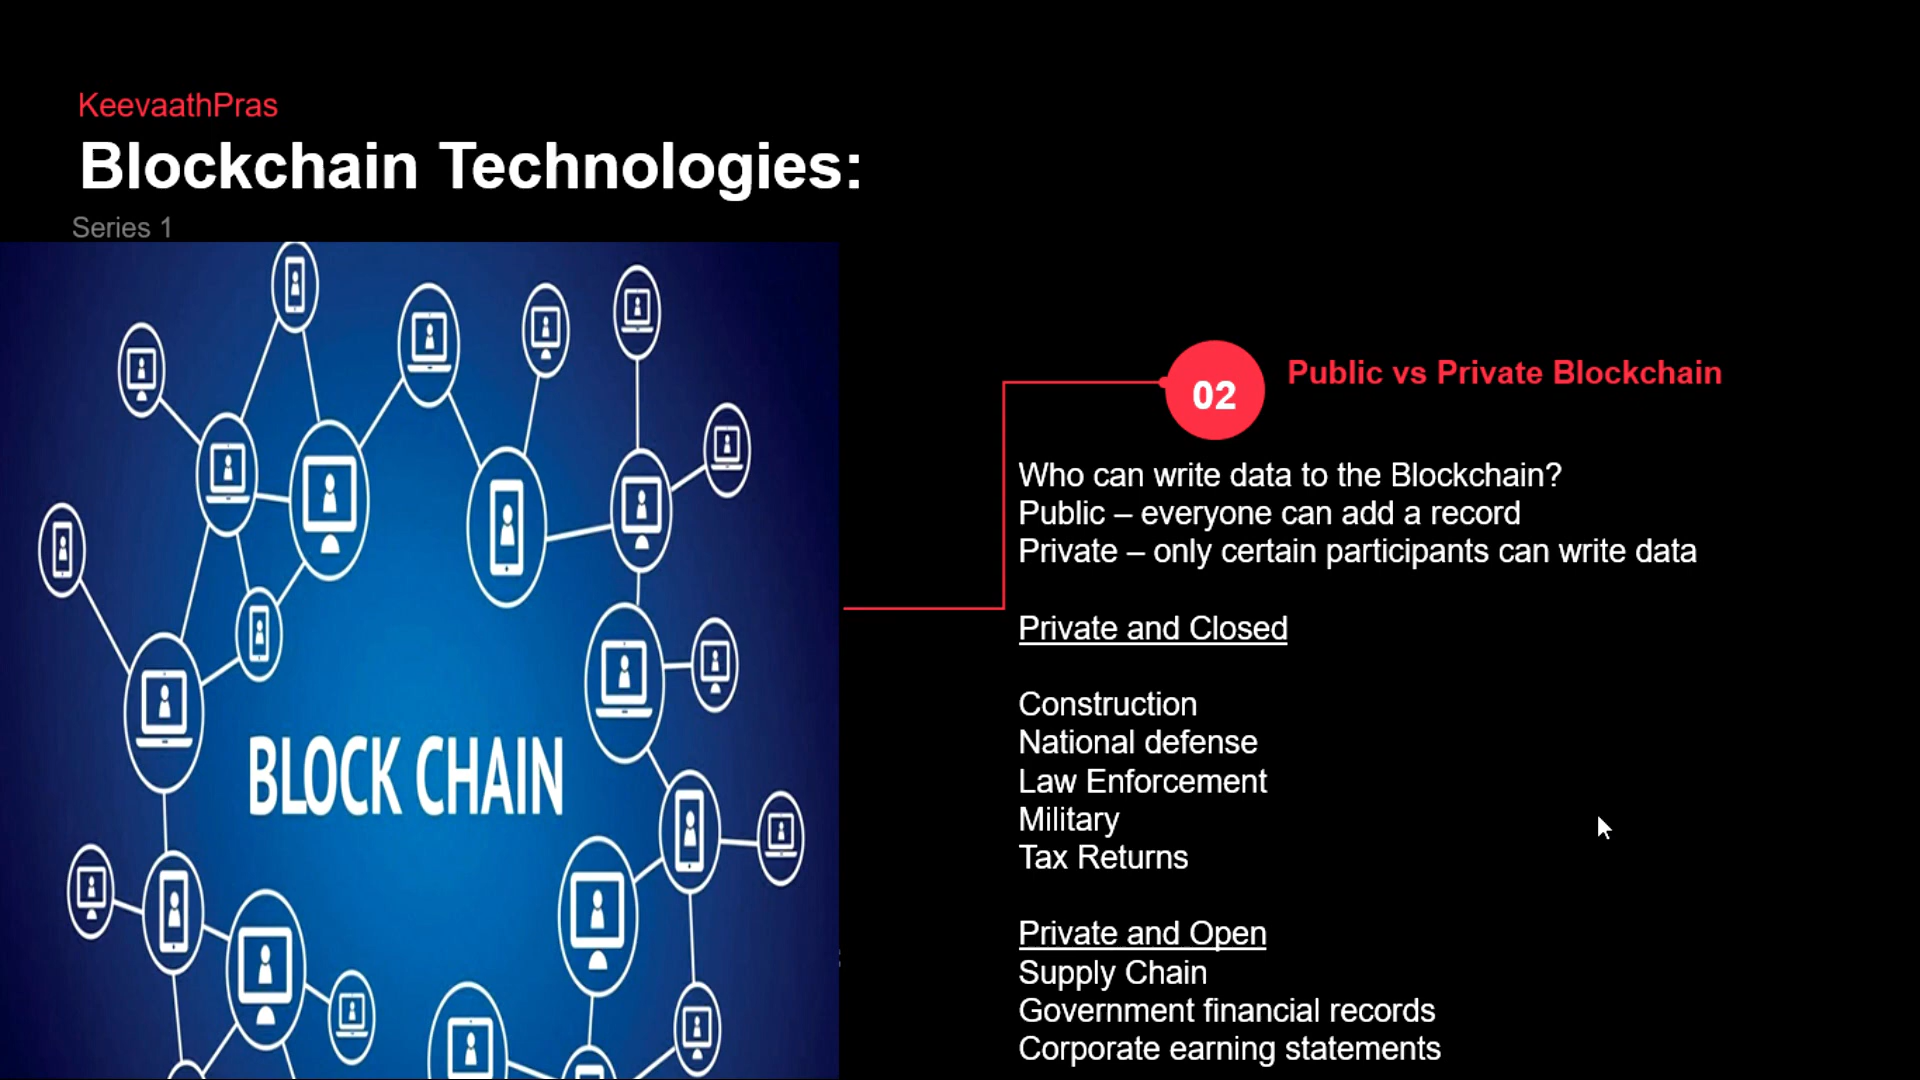 KeevaathPras
Blockchain Technologies:
Series 1
BLOCK CHAIN
02
Public vs Private Blockchain
Who can write data to the Blockchain?
Public – everyone can add a record
Private – only certain participants can write data
Private and Closed
Construction
National defense
Law Enforcement
Military
Tax Returns
Private and Open
Supply Chain
Government financial records
Corporate earning statements